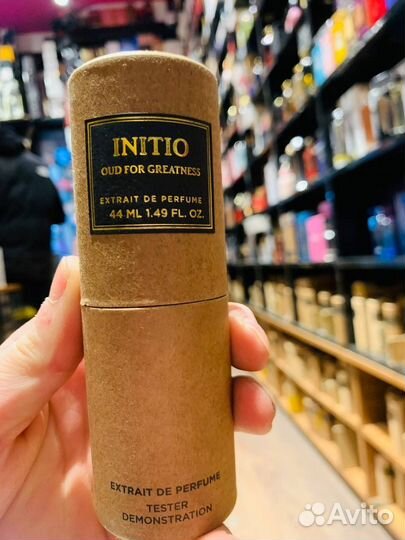 INITIO
OUD FOR GREATNESS
EXTRAIT DE PERFUME
44 ML 1.49 FL. OZ.
EXTRAIT DE PERFUME
TESTER
DEMONSTRATION
Avito